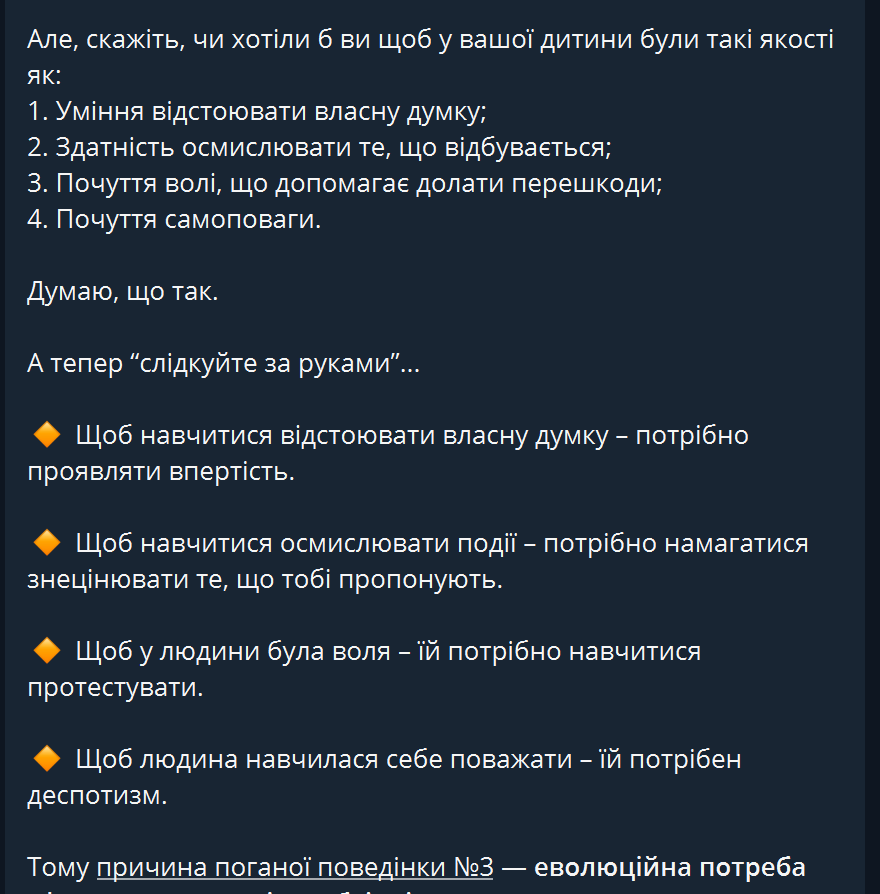 Але, скажіть, чи хотіли б ви щоб у вашої дитини були такі якості
як:
1. Уміння відстоювати власну думку;
2. Здатність осмислювати те, що відбувається;
3. Почуття волі, що допомагає долати перешкоди;
4. Почуття самоповаги.
Думаю, що так.
А тепер “слідкуйте за руками”...
🔶 Щоб навчитися відстоювати власну думку – потрібно
проявляти впертість.
🔶 Щоб навчитися осмислювати події – потрібно намагатися
знецінювати те, що тобі пропонують.
🔶 Щоб у людини була воля – їй потрібно навчитися
протестувати.
🔶 Щоб людина навчилася себе поважати – їй потрібен
деспотизм.
Тому причина поганої поведінки №3 — еволюційна потреба